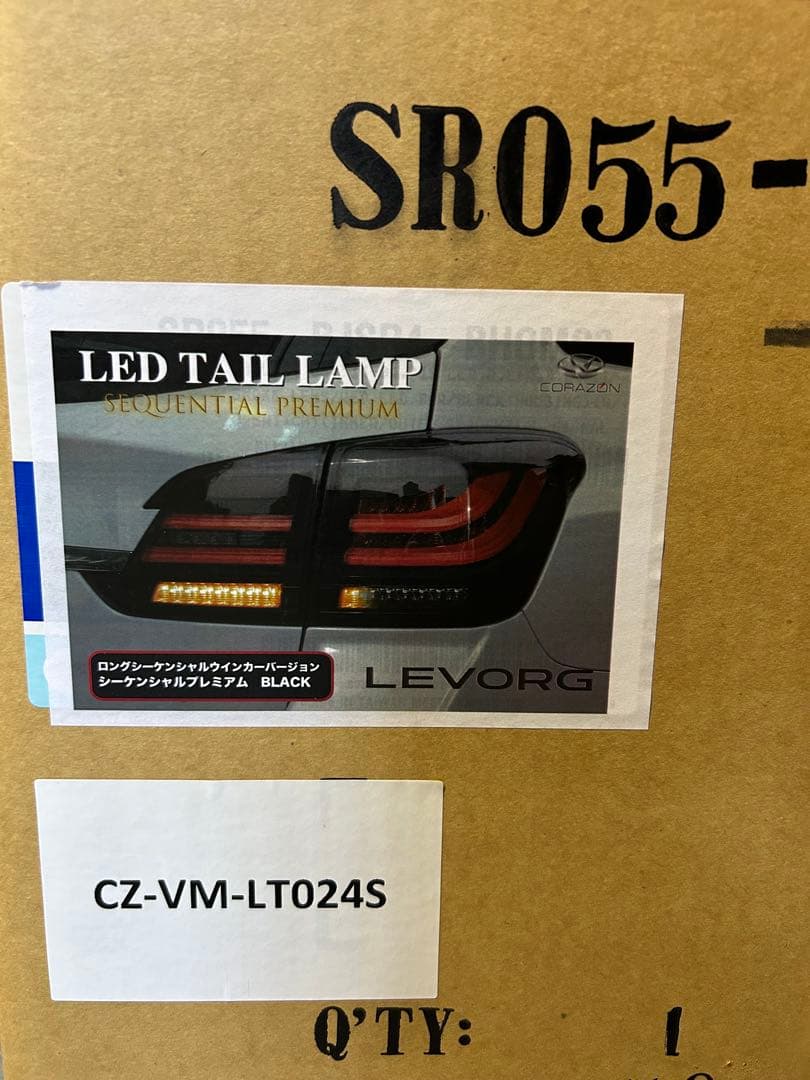 SR055-
LED TAIL LAMP
SEQUENTIAL PREMIUM
CORAZON
ロングシーケンシャルウインカーバージョン
シーケンシャルプレミアム BLACK
LEVORG
CZ-VM-LT024S
Q'TY: 1